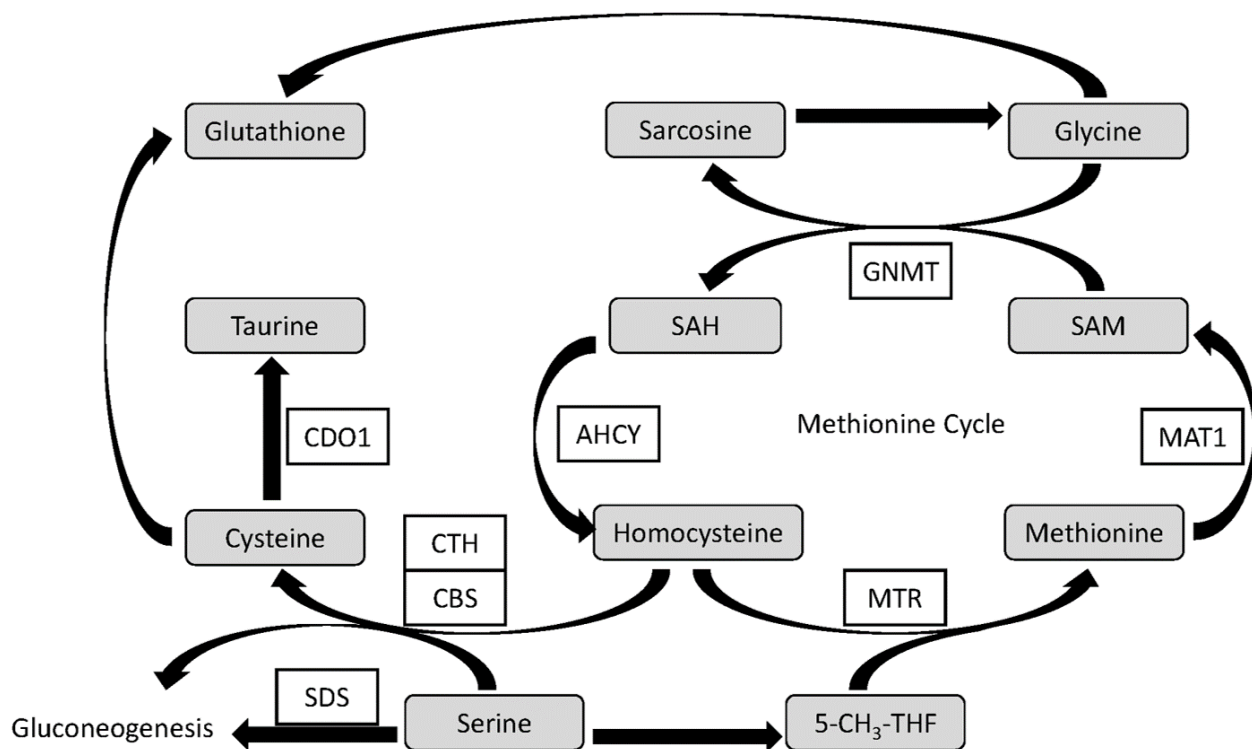 Glutathione
Sarcosine
Glycine
GNMT
Taurine
SAH
SAM
CDO1
AHCY
Methionine Cycle
MAT1
Cysteine
CTH
Homocysteine
Methionine
CBS
MTR
SDS
Gluconeogenesis
Serine
5-CH₃-THF